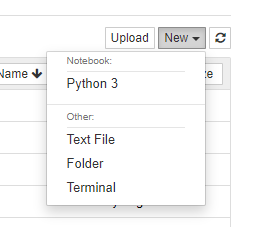 Upload New
Name
Notebook:
Python 3
Other:
Text File
Folder
Terminal